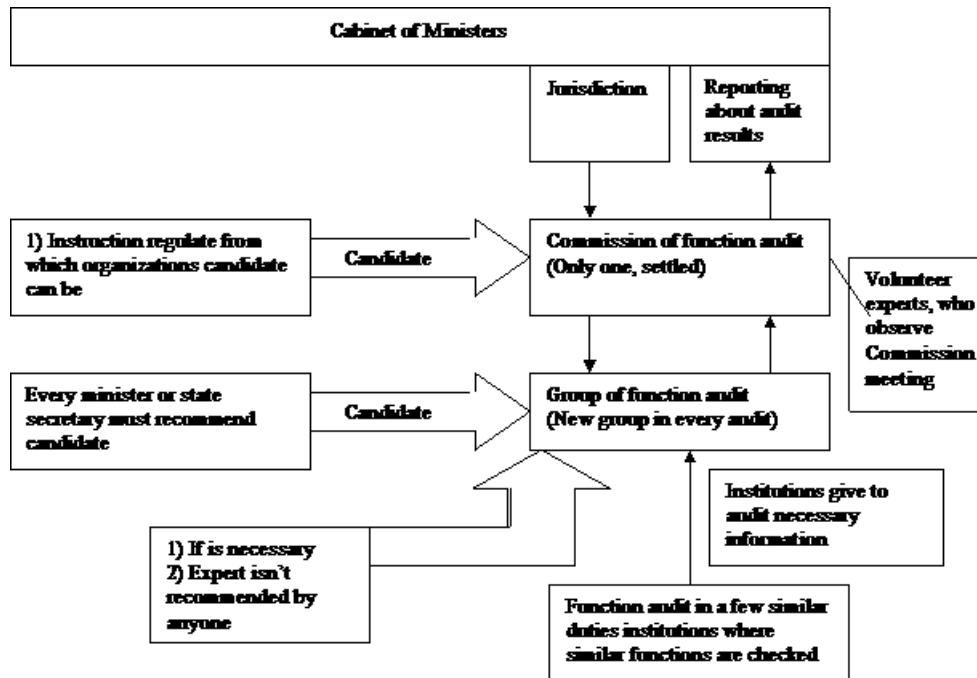 Cabinet of Ministers
Jurisdiction
Reporting
about audit
results
1) Instruction regulate from
which organizations candidate
can be
Candidate
Commission of function audit
(Only one, settled)
Volunteer
experts, who
observe
Commission
meeting
Every minister or state
secretary must recommend
candidate
Candidate
Group of function audit
(New group in every audit)
Institutions give to
audit necessary
information
1) If is necessary
2) Expert isn't
recommended by
anyone
Function audit in a few similar
duties institutions where
similar functions are checked